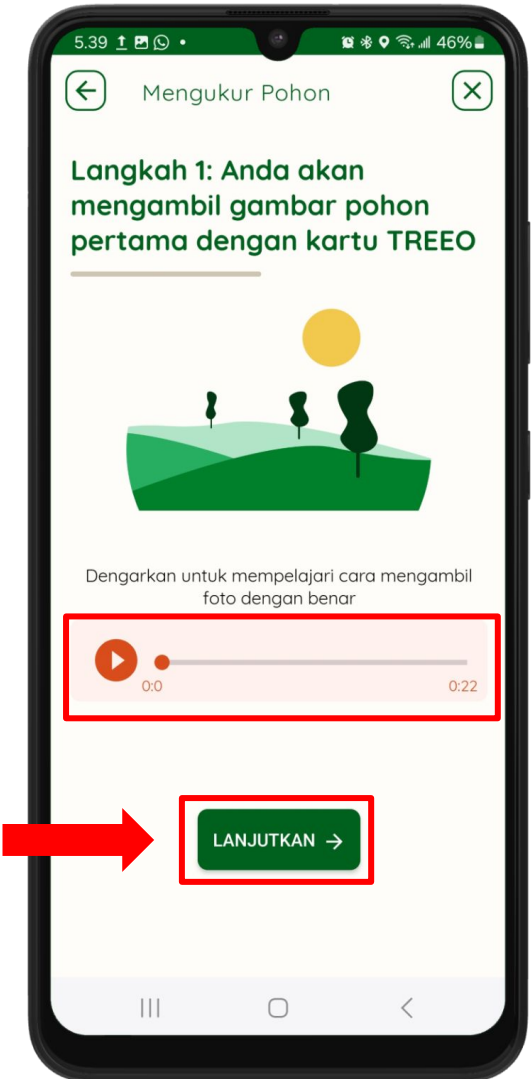 5.39 46%
Mengukur Pohon
Langkah 1: Anda akan
mengambil gambar pohon
pertama dengan kartu TREEO
Dengarkan untuk mempelajari cara mengambil
foto dengan benar
0:0 0:22
LANJUTKAN →